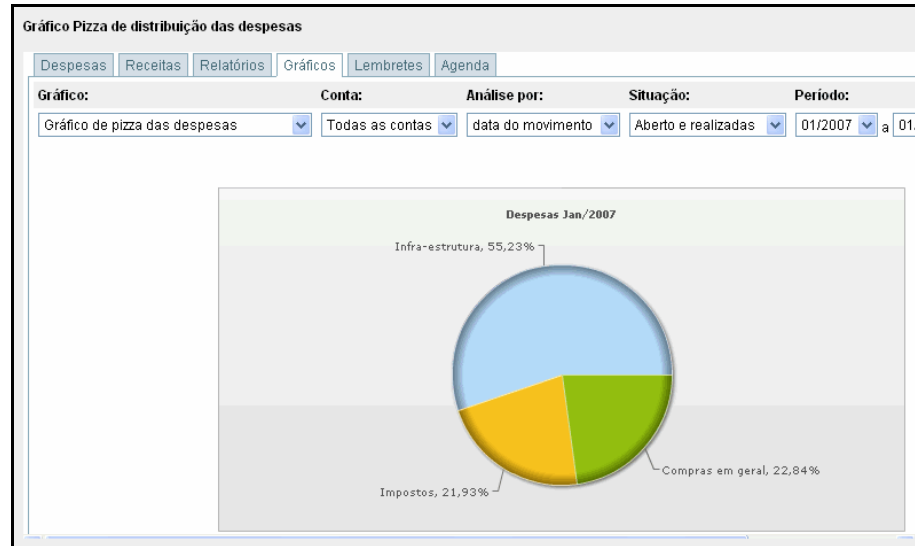 Gráfico Pizza de distribuição das despesas
Despesas Receitas Relatórios Gráficos Lembretes Agenda
Gráfico: Conta: Análise por: Situação: Período:
Gráfico de pizza das despesas Todas as contas data do movimento Aberto e realizadas 01/2007 a 01
Despesas Jan/2007
Infra-estrutura, 55,23%
Compras em geral, 22,84%
Impostos, 21,93%